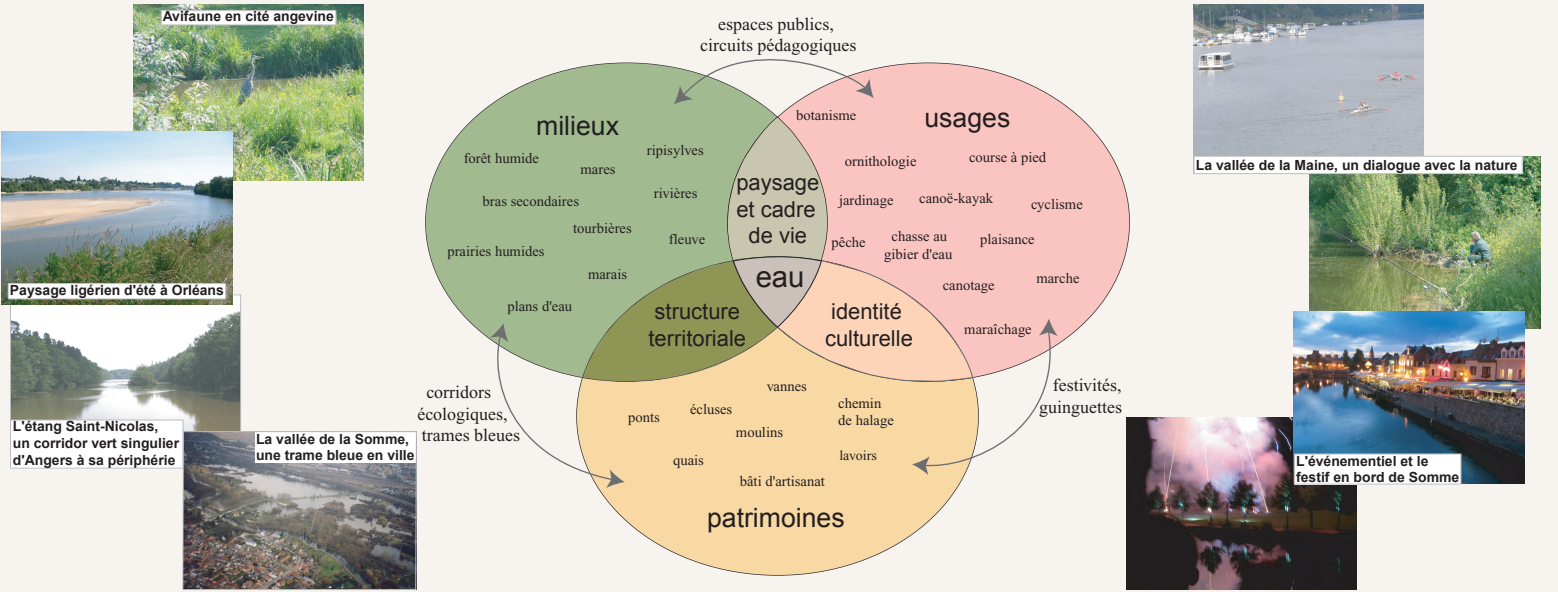 Avifaune en cité angevine
Paysage ligérien d'été à Orléans
L'étang Saint-Nicolas,
un corridor vert singulier
d'Angers à sa périphérie
La vallée de la Somme,
une trame bleue en ville
espaces publics,
circuits pédagogiques
milieux
forêt humide
mares
ripisylves
bras secondaires
rivières
tourbières
prairies humides
fleuve
marais
plans d'eau
paysage
et cadre
de vie
eau
structure
territoriale
identité
culturelle
usages
botanisme
ornithologie
course à pied
jardinage
canoë-kayak
cyclisme
pêche
chasse au
gibier d'eau
plaisance
canotage
marche
maraîchage
corridors
écologiques,
trames bleues
festivités,
guinguettes
vannes
ponts
écluses
chemin
de halage
moulins
quais
lavoirs
bâti d'artisanat
patrimoines
La vallée de la Maine, un dialogue avec la nature
L'événementiel et le
festif en bord de Somme